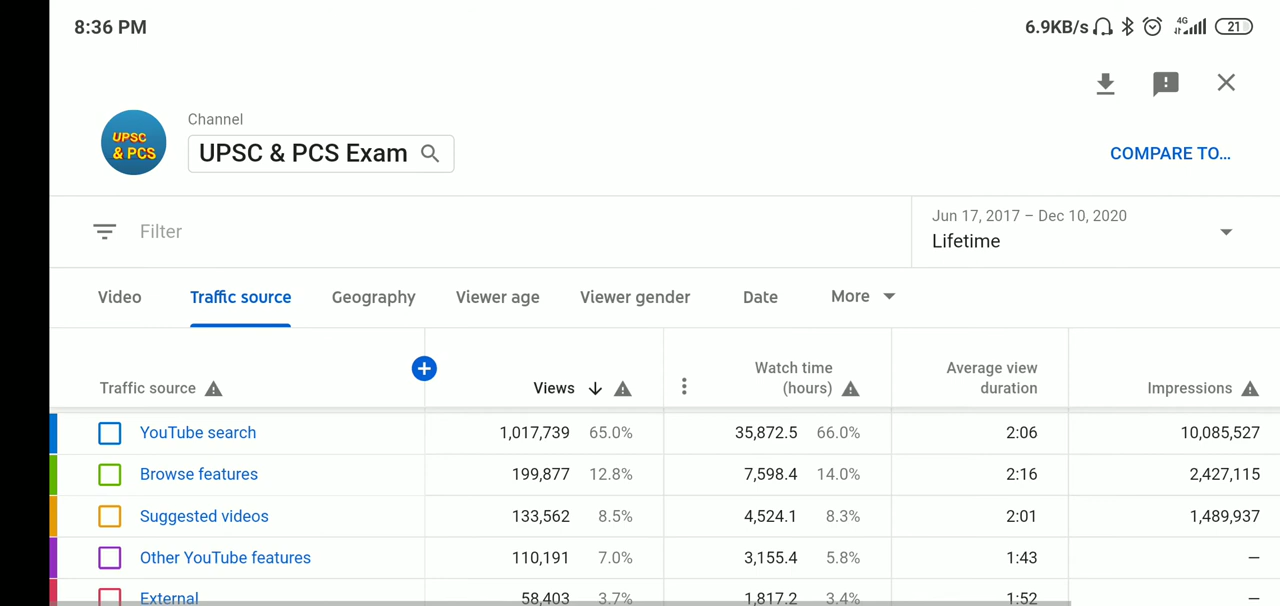 8:36 PM 6.9KB/s 4G 21
UPSC
& PCS
Channel
UPSC & PCS Exam
COMPARE TO...
Filter
Jun 17, 2017 – Dec 10, 2020
Lifetime
Video Traffic source Geography Viewer age Viewer gender Date More
Traffic source Views Watch time (hours) Average view duration Impressions
YouTube search 1,017,739 65.0% 35,872.5 66.0% 2:06 10,085,527
Browse features 199,877 12.8% 7,598.4 14.0% 2:16 2,427,115
Suggested videos 133,562 8.5% 4,524.1 8.3% 2:01 1,489,937
Other YouTube features 110,191 7.0% 3,155.4 5.8% 1:43 —
External 58,403 3.7% 1,817.2 3.4% 1:52 —